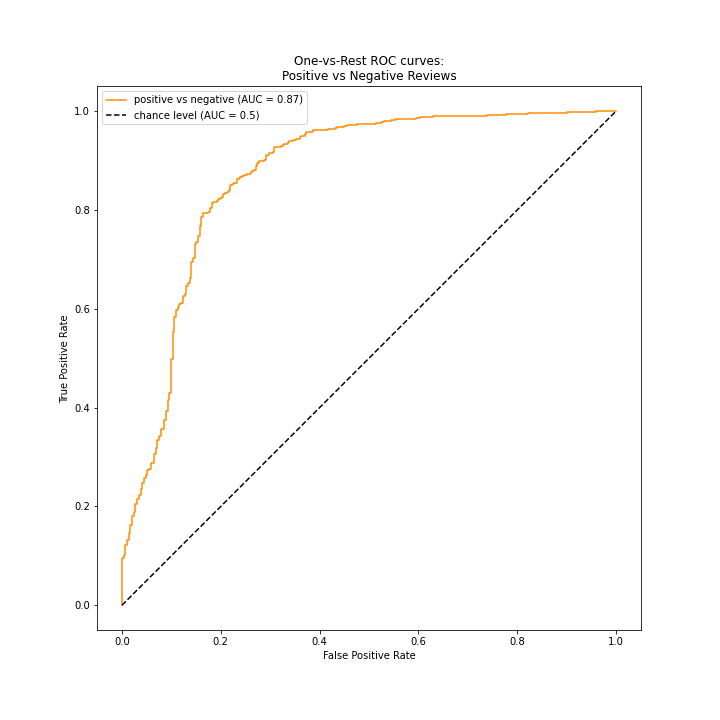 One-vs-Rest ROC curves:
Positive vs Negative Reviews
positive vs negative (AUC = 0.87)
chance level (AUC = 0.5)
1.0
0.8
0.6
0.4
0.2
0.0
True Positive Rate
0.0 0.2 0.4 0.6 0.8 1.0
False Positive Rate